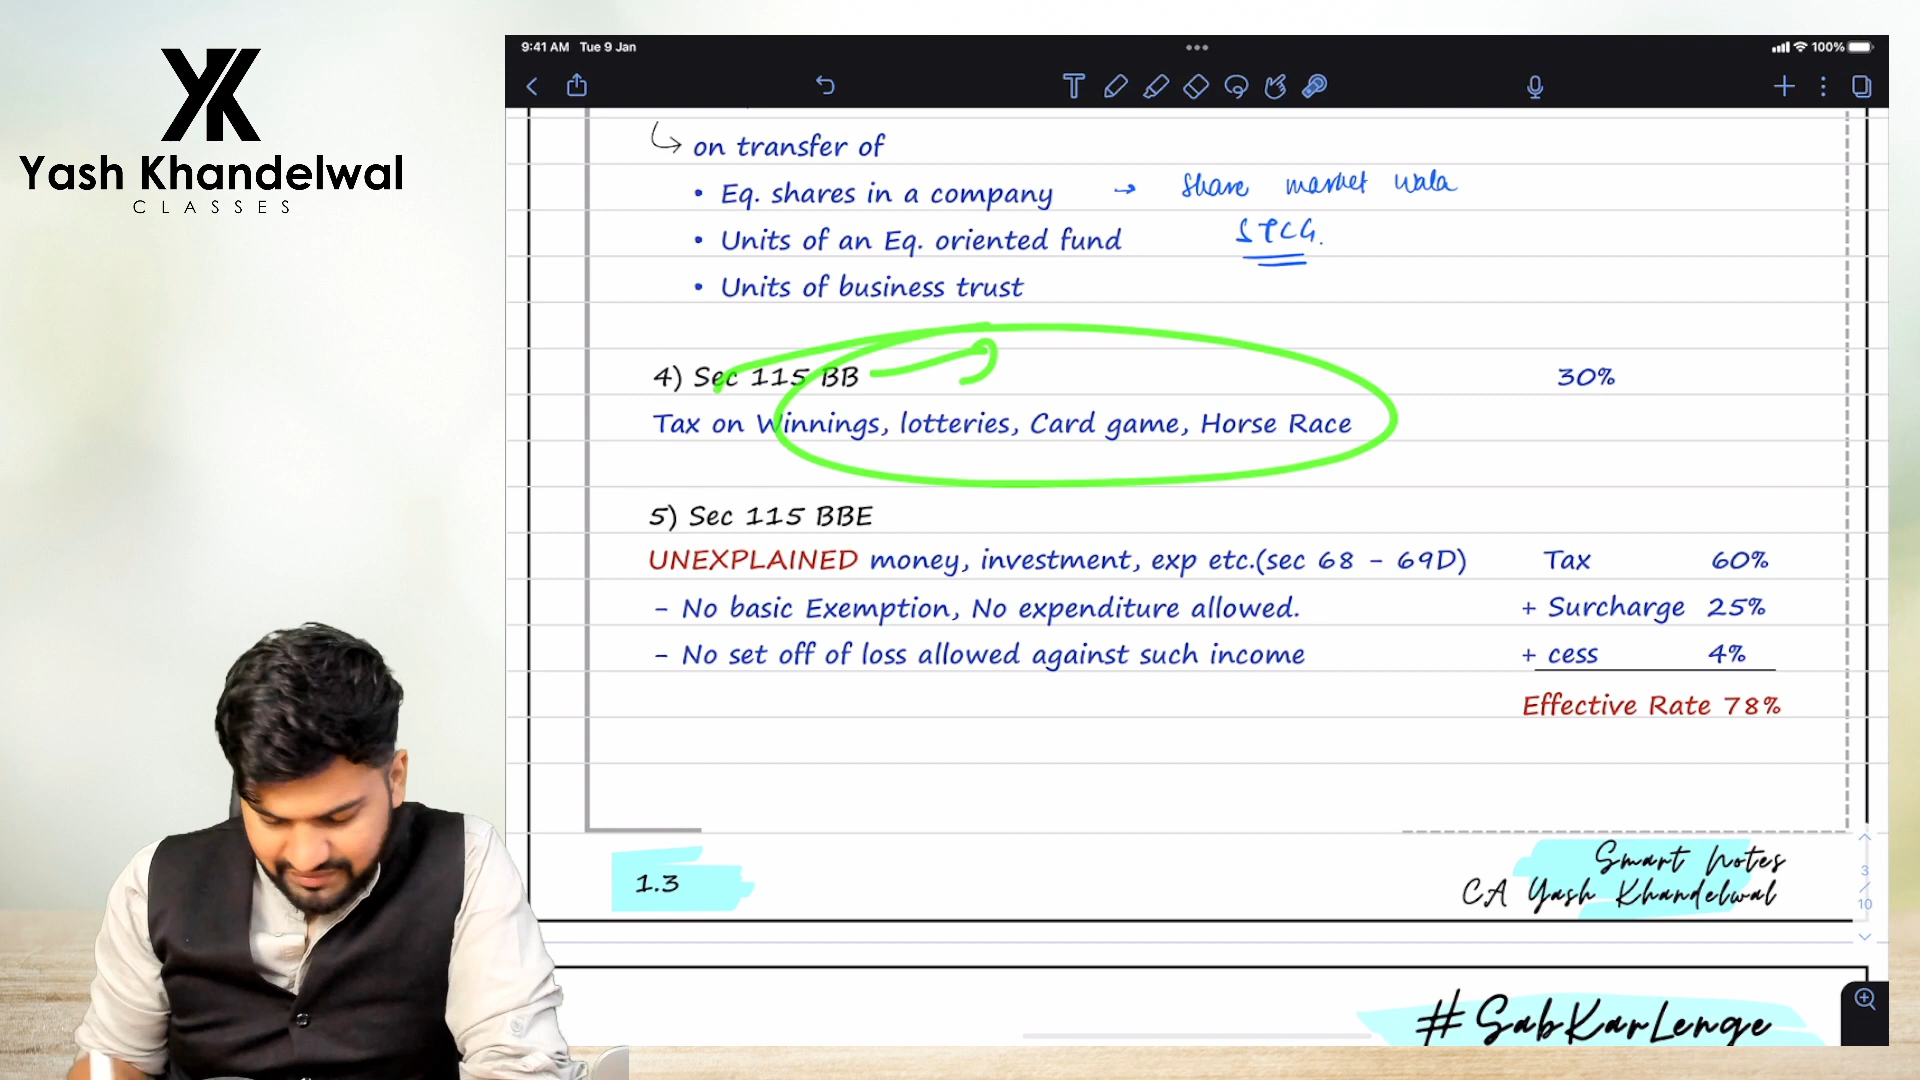 YK
Yash Khandelwal
CLASSES
9:41 AM Tue 9 Jan
100%
on transfer of
• Eq. shares in a company → Share market wala
• Units of an Eq. oriented fund STCG.
• Units of business trust
4) Sec 115 BB 30%
Tax on Winnings, lotteries, Card game, Horse Race
5) Sec 115 BBE
UNEXPLAINED money, investment, exp etc.(sec 68 - 69D) Tax 60%
- No basic Exemption, No expenditure allowed. + Surcharge 25%
- No set off of loss allowed against such income + cess 4%
Effective Rate 78%
1.3
Smart Notes
CA Yash Khandelwal
3
/
10
#SabKarLenge